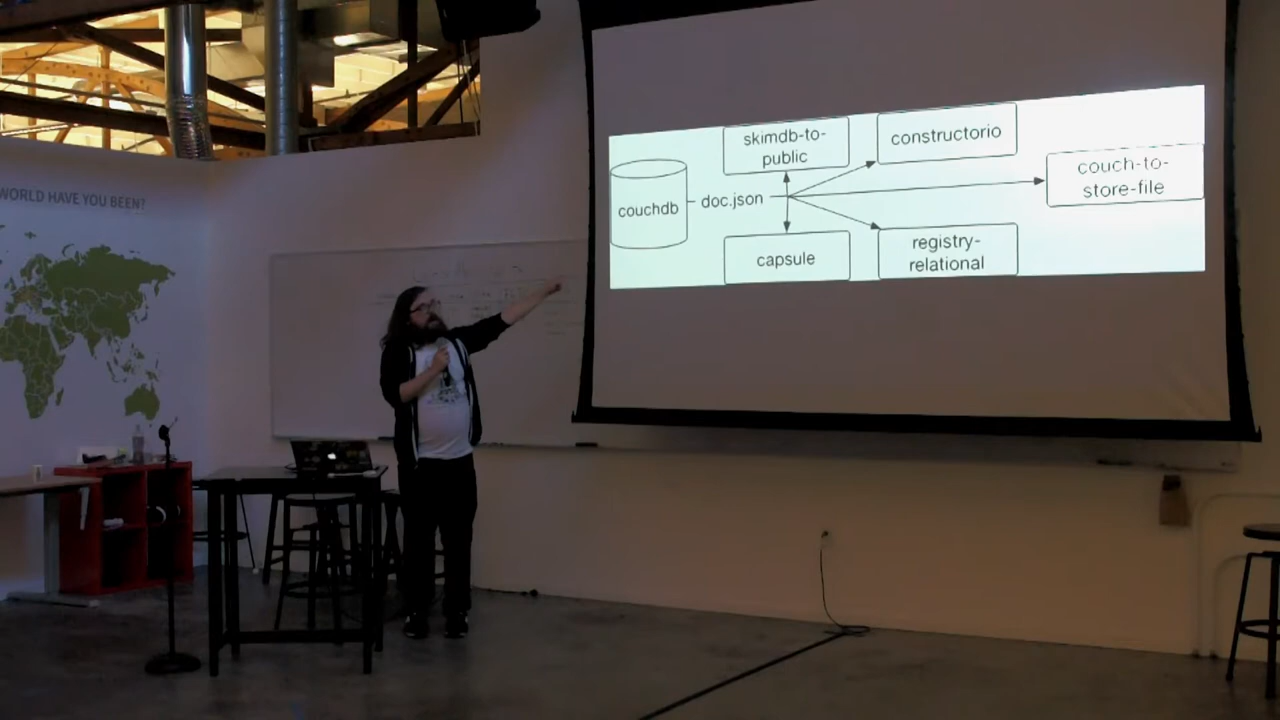 WORLD HAVE YOU BEEN?
couchdb
doc.json
skimdb-to-
public
constructorio
couch-to-
store-file
capsule
registry-
relational